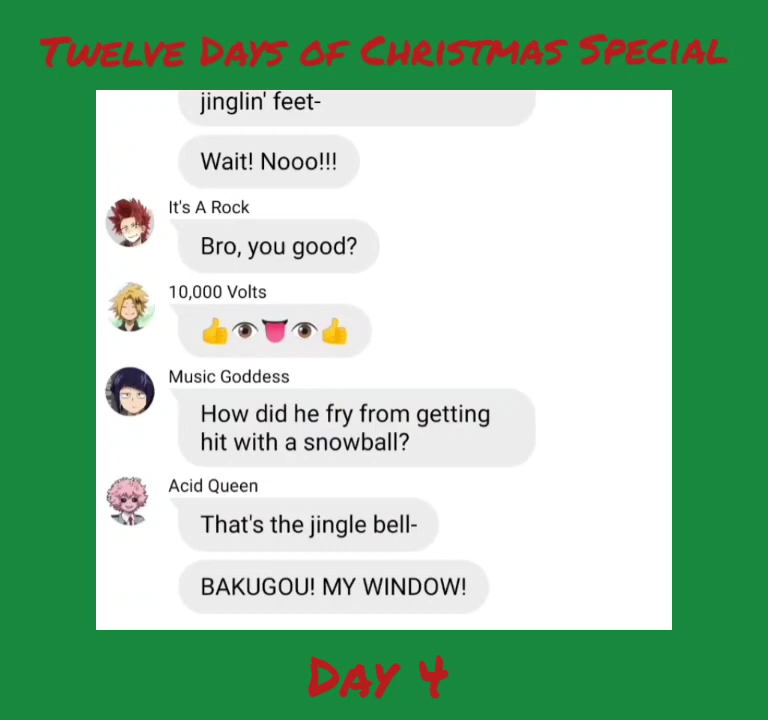 Twelve Days of Christmas Special
jinglin' feet-
Wait! Nooo!!!
It's A Rock
Bro, you good?
10,000 Volts
👍👁👅👁👍
Music Goddess
How did he fry from getting
hit with a snowball?
Acid Queen
That's the jingle bell-
BAKUGOU! MY WINDOW!
Day 4